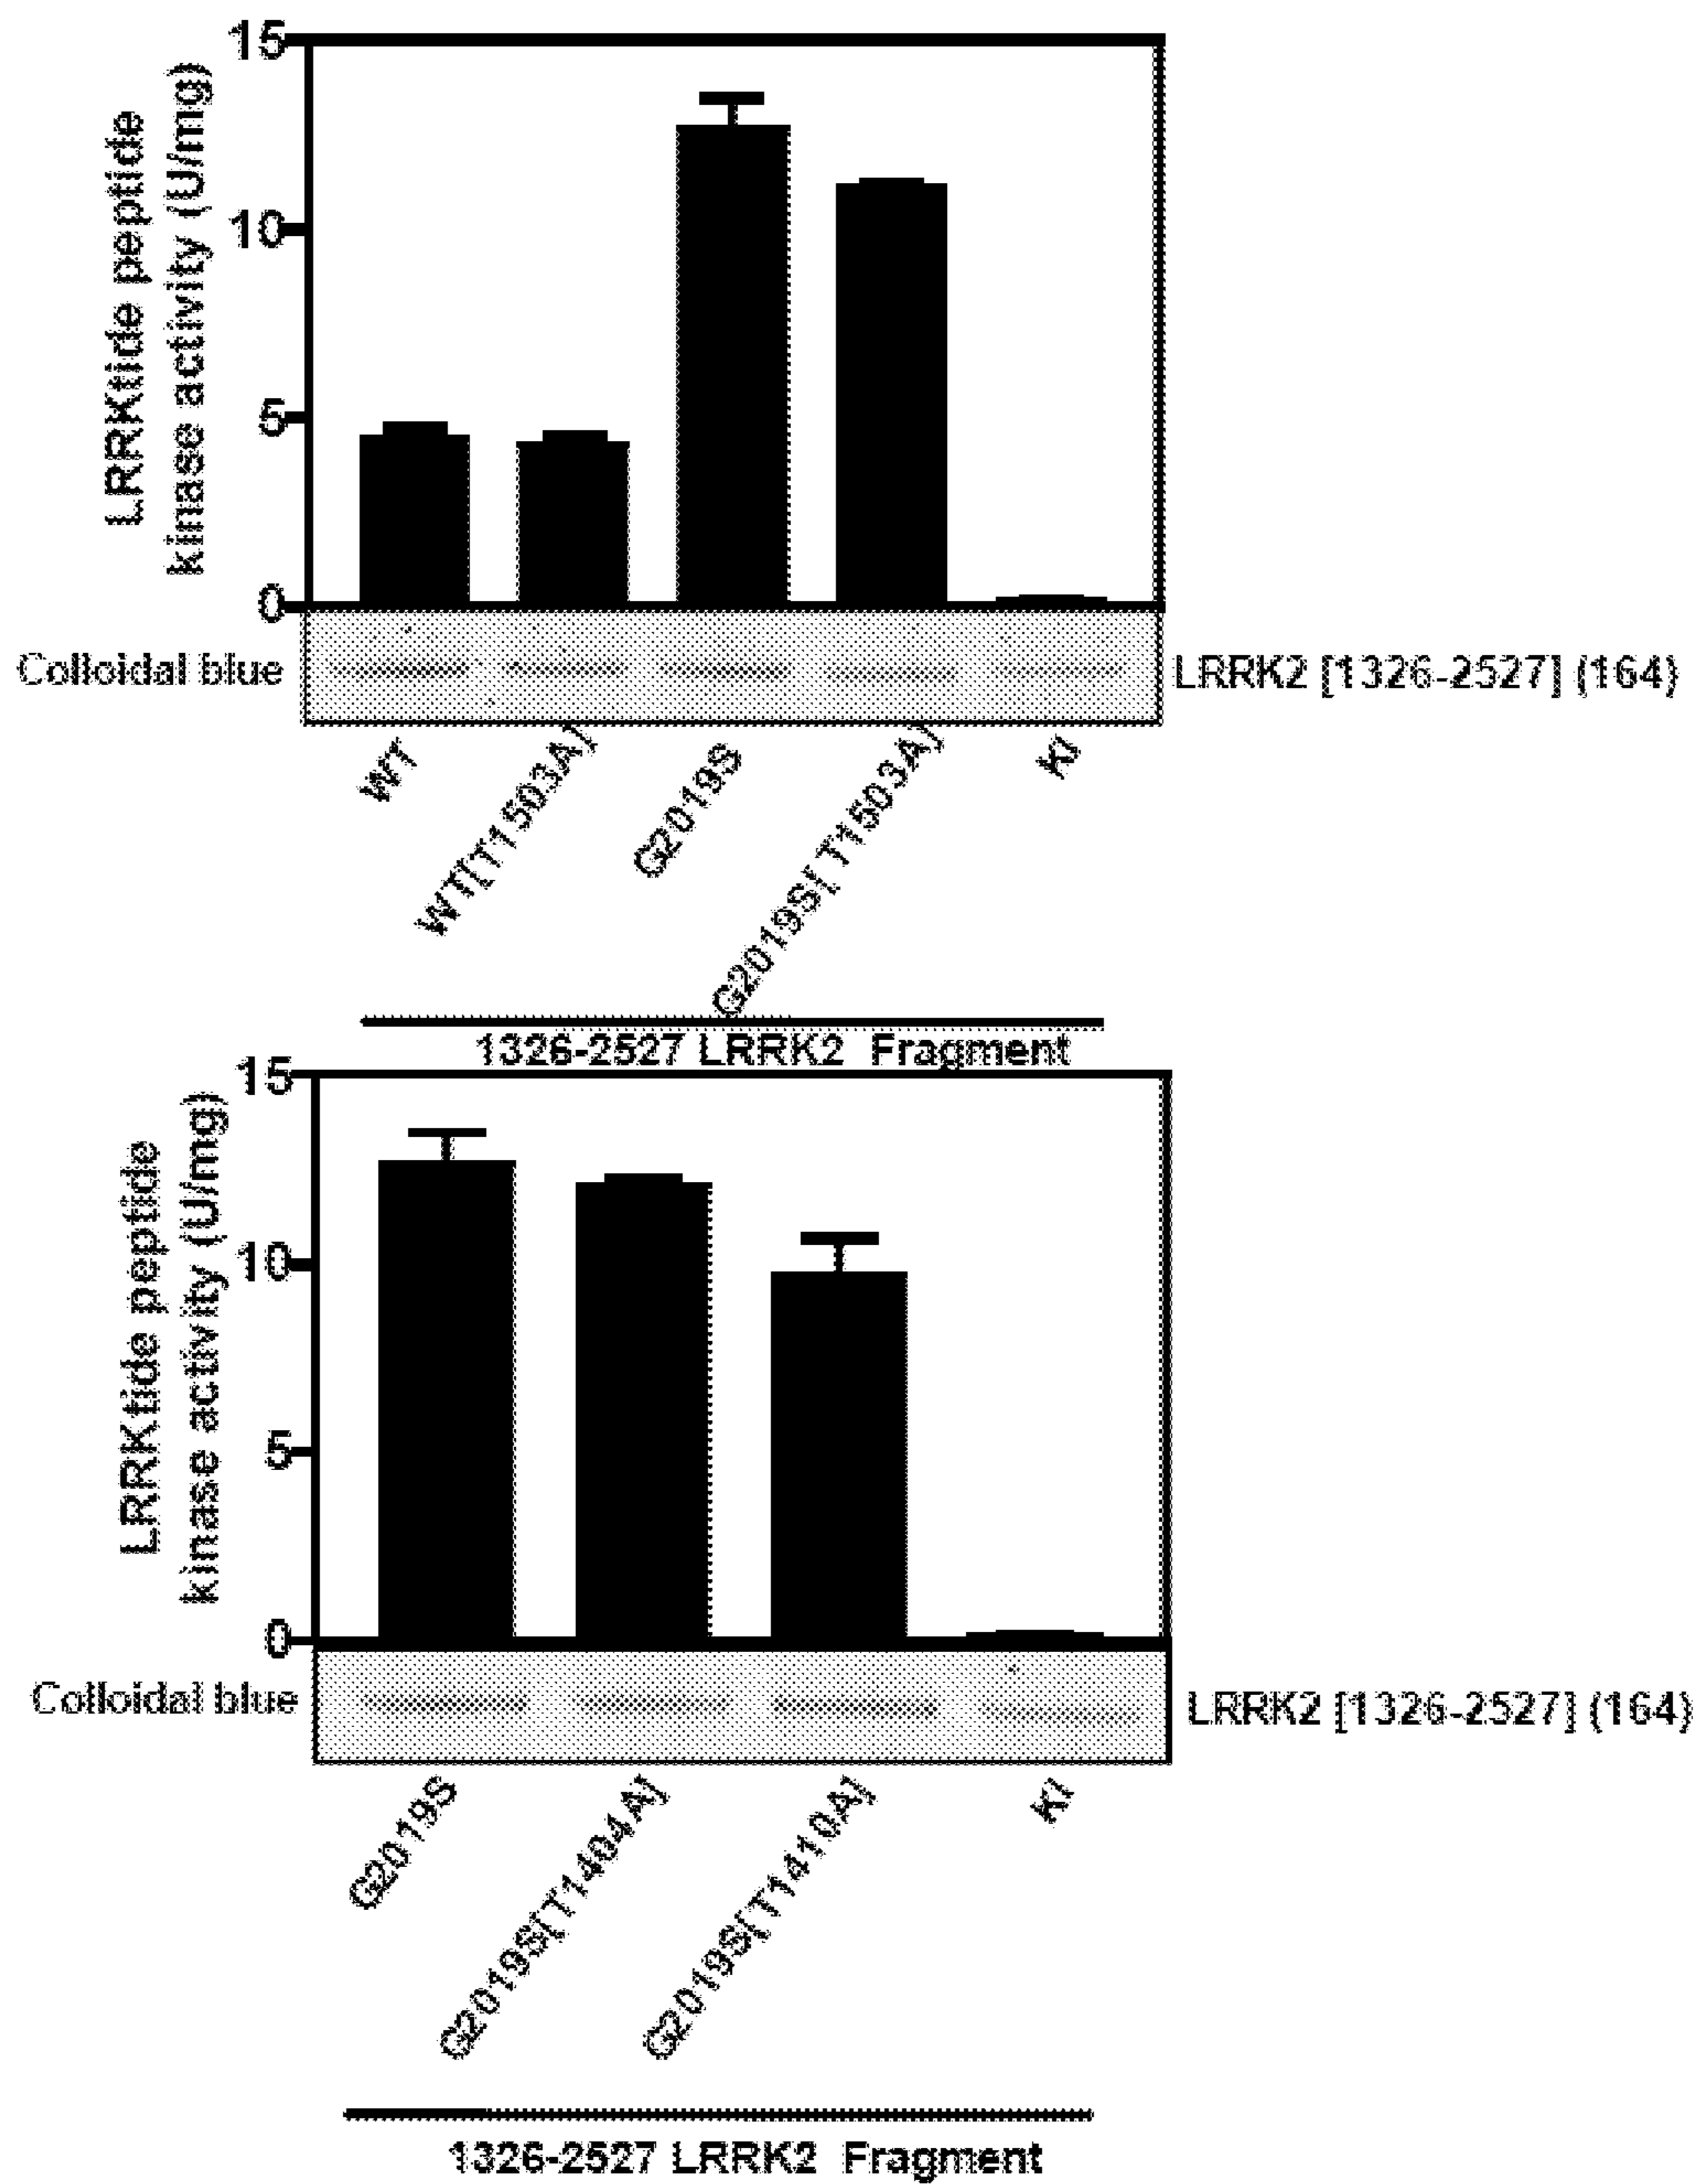 15
10
5
0
LRRKtide peptide
kinase activity (U/mg)
Colloidal blue
LRRK2 [1326-2527] (164)
WT
WT[T1503A]
G2019S
G2019S[T1503A]
KI
1326-2527 LRRK2 Fragment
15
10
5
0
LRRKtide peptide
kinase activity (U/mg)
Colloidal blue
LRRK2 [1326-2527] (164)
G2019S
G2019S[T1404A]
G2019S[T1410A]
KI
1326-2527 LRRK2 Fragment